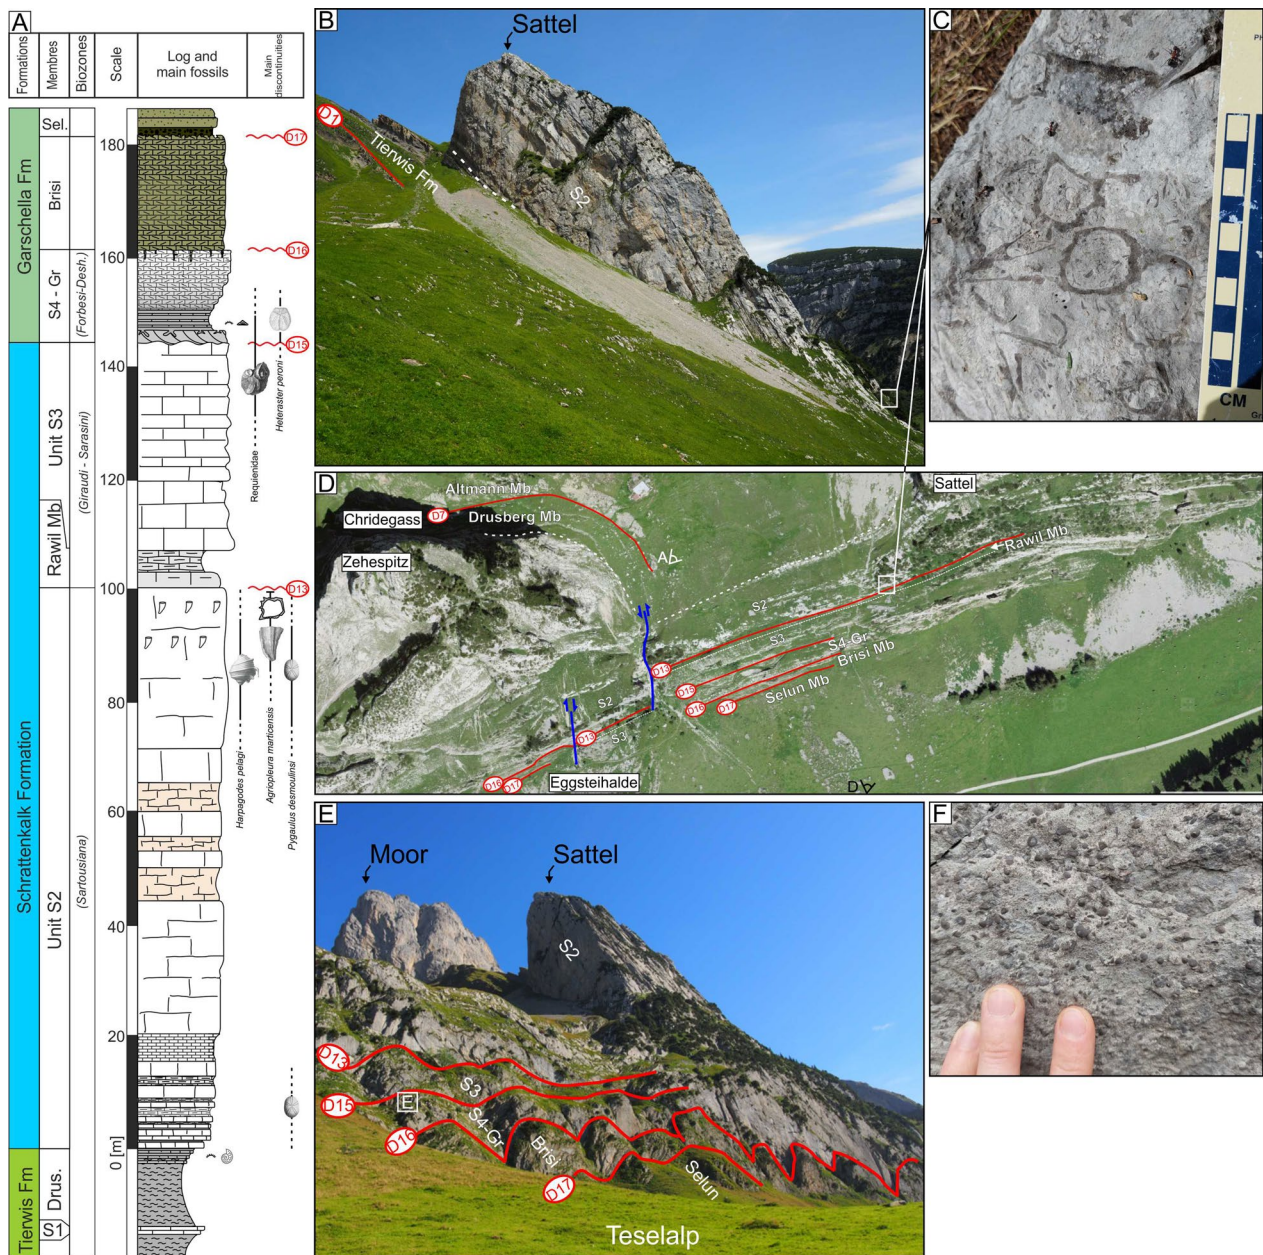 A
Formations
Membres
Biozones
Scale
Log and
main fossils
Main
discontinuities
Garschella Fm
Schrattenkalk Formation
Tierwis Fm
Sel.
Brisi
S4 - Gr
Unit S3
Rawil Mb
Unit S2
Drus.
S1
(Forbesi-Desh.)
(Giraudi - Sarasini)
(Sartousiana)
180
160
140
120
100
80
60
40
20
0 [m]
D17
D16
D15
D13
Requienidae
Heteraster peroni
Harpagodes pelagi
Agriopleura marticensis
Pygaulus desmoulinsi
B
Sattel
D1
Tierwis Fm
S2
C
PH
CM
Gr
D
Altmann Mb
Sattel
D7
Chridegass
Drusberg Mb
Zehespitz
A
Rawil Mb
S2
S3
S4-Gr
Brisi Mb
Selun Mb
D13
D15
D16
D17
S2
D13
S3
D16
D17
Eggsteihalde
D
E
Moor
Sattel
S2
D13
S3
D15
E
S4-Gr
D16
Brisi
D17
Selun
Teselalp
F